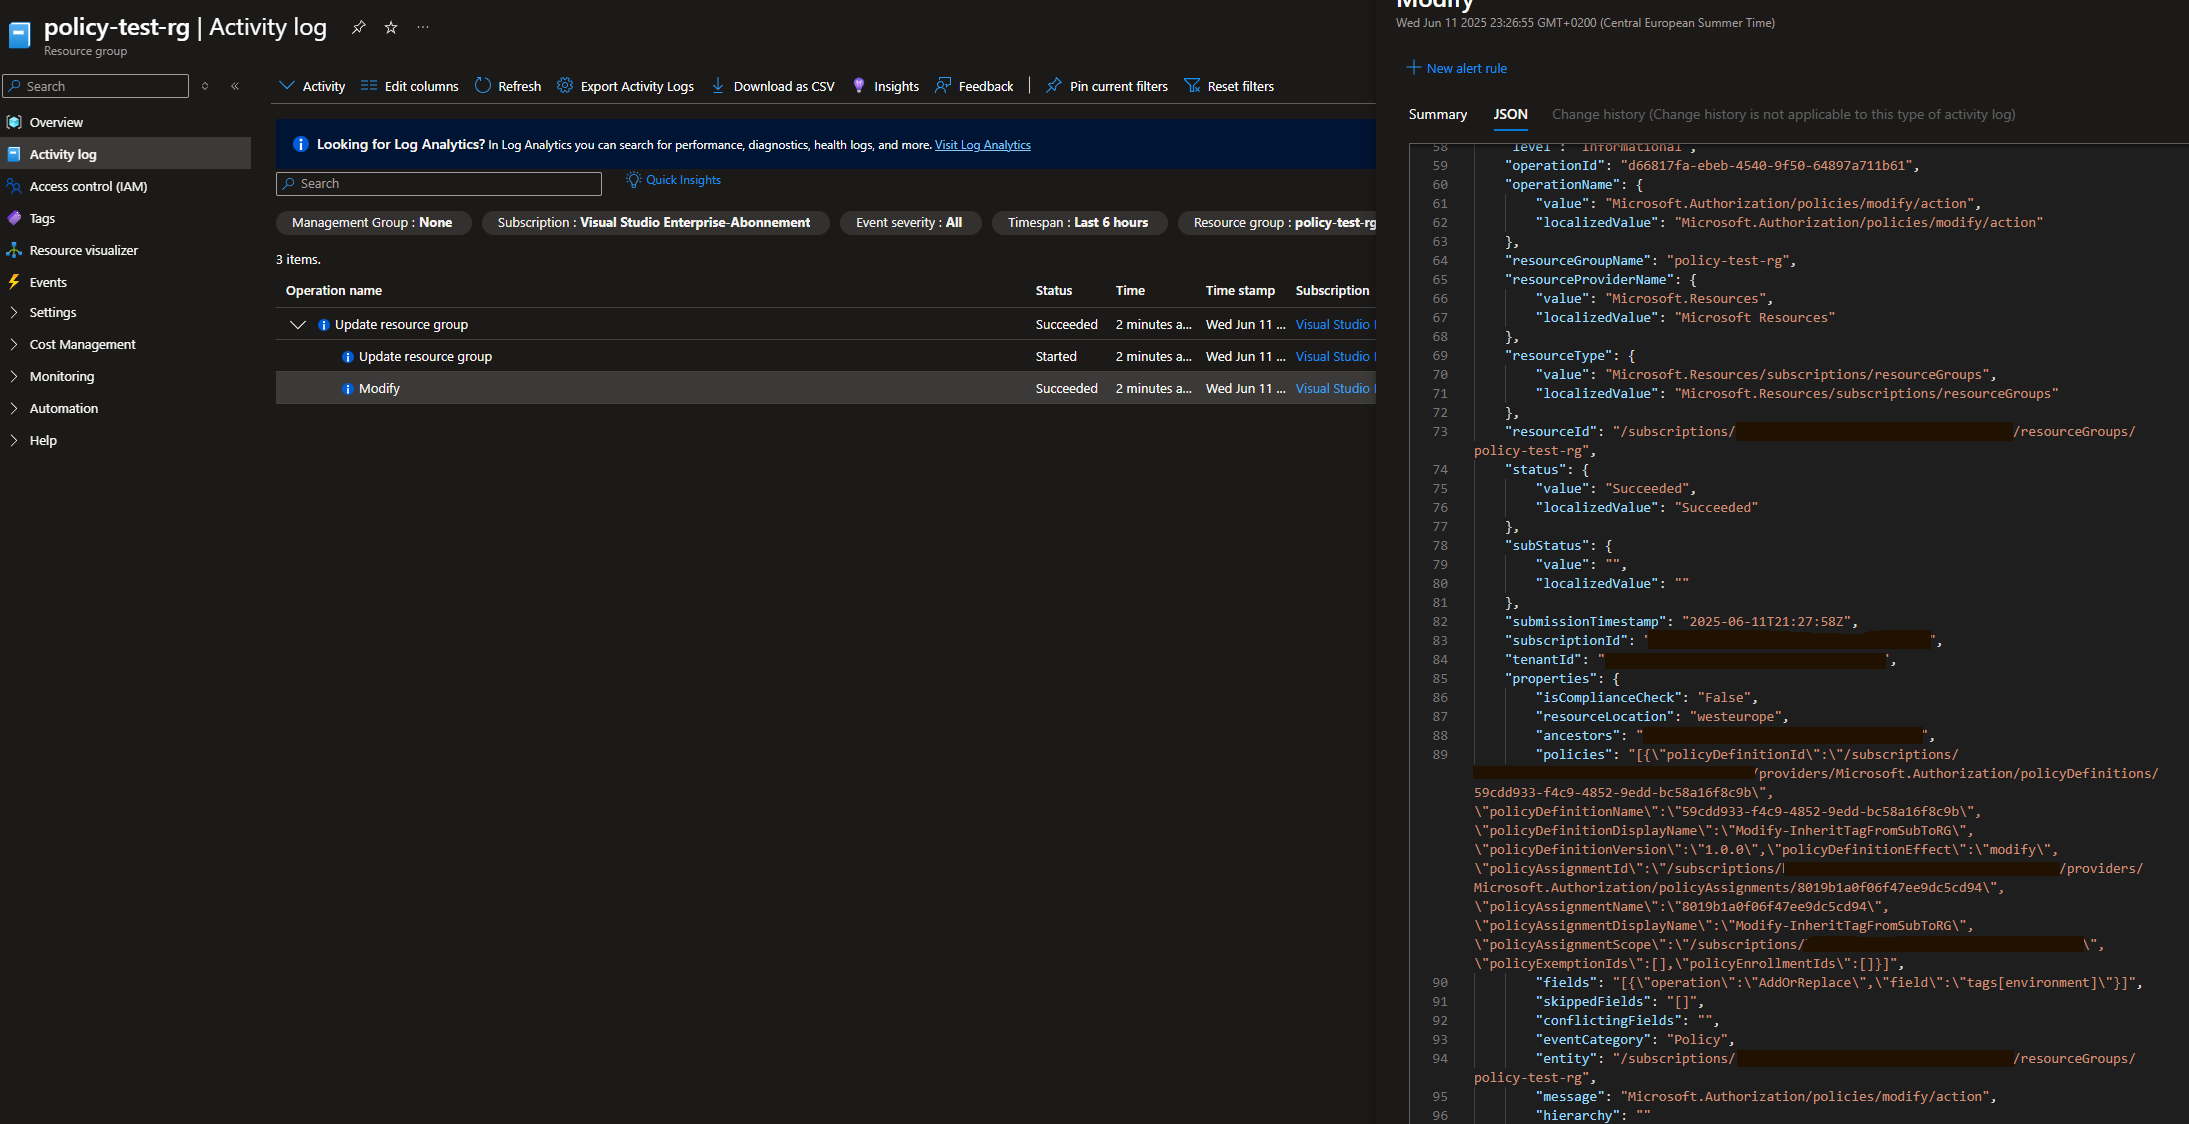 policy-test-rg | Activity log
Resource group
Search
Overview
Activity log
Access control (IAM)
Tags
Resource visualizer
Events
Settings
Cost Management
Monitoring
Automation
Help
Activity Edit columns Refresh Export Activity Logs Download as CSV Insights Feedback | Pin current filters Reset filters
Looking for Log Analytics? In Log Analytics you can search for performance, diagnostics, health logs, and more. Visit Log Analytics
Search
Quick Insights
Management Group : None Subscription : Visual Studio Enterprise-Abonnement Event severity : All Timespan : Last 6 hours Resource group : policy-test-rg
3 items.
Operation name Status Time Time stamp Subscription
Update resource group Succeeded 2 minutes a... Wed Jun 11 ... Visual Studio
Update resource group Started 2 minutes a... Wed Jun 11 ... Visual Studio
Modify Succeeded 2 minutes a... Wed Jun 11 ... Visual Studio
Modify
Wed Jun 11 2025 23:26:55 GMT+0200 (Central European Summer Time)
New alert rule
Summary JSON Change history (Change history is not applicable to this type of activity log)
58 "level": "Informational",
59 "operationId": "d66817fa-ebeb-4540-9f50-64897a711b61",
60 "operationName": {
61 "value": "Microsoft.Authorization/policies/modify/action",
62 "localizedValue": "Microsoft.Authorization/policies/modify/action"
63 },
64 "resourceGroupName": "policy-test-rg",
65 "resourceProviderName": {
66 "value": "Microsoft.Resources",
67 "localizedValue": "Microsoft Resources"
68 },
69 "resourceType": {
70 "value": "Microsoft.Resources/subscriptions/resourceGroups",
71 "localizedValue": "Microsoft.Resources/subscriptions/resourceGroups"
72 },
73 "resourceId": "/subscriptions/ /resourceGroups/
policy-test-rg",
74 "status": {
75 "value": "Succeeded",
76 "localizedValue": "Succeeded"
77 },
78 "subStatus": {
79 "value": "",
80 "localizedValue": ""
81 },
82 "submissionTimestamp": "2025-06-11T21:27:58Z",
83 "subscriptionId": " ",
84 "tenantId": " ",
85 "properties": {
86 "isComplianceCheck": "False",
87 "resourceLocation": "westeurope",
88 "ancestors": " ",
89 "policies": "[{\"policyDefinitionId\":\"/subscriptions/
/providers/Microsoft.Authorization/policyDefinitions/
59cdd933-f4c9-4852-9edd-bc58a16f8c9b\",
\"policyDefinitionName\":\"59cdd933-f4c9-4852-9edd-bc58a16f8c9b\",
\"policyDefinitionDisplayName\":\"Modify-InheritTagFromSubToRG\",
\"policyDefinitionVersion\":\"1.0.0\",\"policyDefinitionEffect\":\"modify\",
\"policyAssignmentId\":\"/subscriptions/ /providers/
Microsoft.Authorization/policyAssignments/8019b1a0f06f47ee9dc5cd94\",
\"policyAssignmentName\":\"8019b1a0f06f47ee9dc5cd94\",
\"policyAssignmentDisplayName\":\"Modify-InheritTagFromSubToRG\",
\"policyAssignmentScope\":\"/subscriptions/ \",
\"policyExemptionIds\":[],\"policyEnrollmentIds\":[]}]",
90 "fields": "[{\"operation\":\"AddOrReplace\",\"field\":\"tags[environment]\"}]",
91 "skippedFields": "[]",
92 "conflictingFields": "",
93 "eventCategory": "Policy",
94 "entity": "/subscriptions/ /resourceGroups/
policy-test-rg",
95 "message": "Microsoft.Authorization/policies/modify/action",
96 "hierarchy": ""